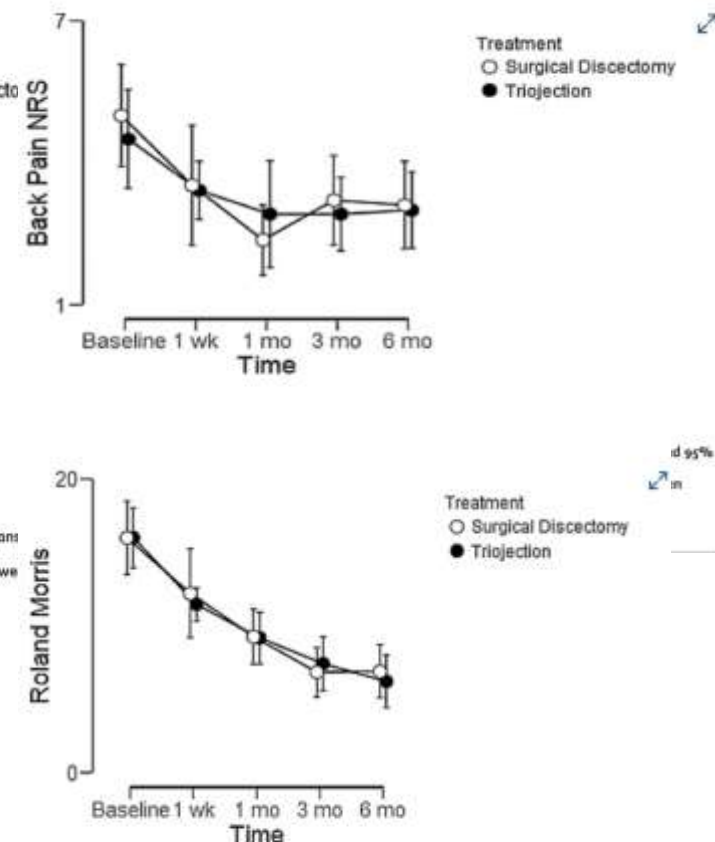 7
Treatment
Surgical Discectomy
Triojection
Back Pain NRS
1
Baseline 1 wk 1 mo 3 mo 6 mo
Time
d 95%
20
Treatment
Surgical Discectomy
Triojection
Roland Morris
0
Baseline 1 wk 1 mo 3 mo 6 mo
Time